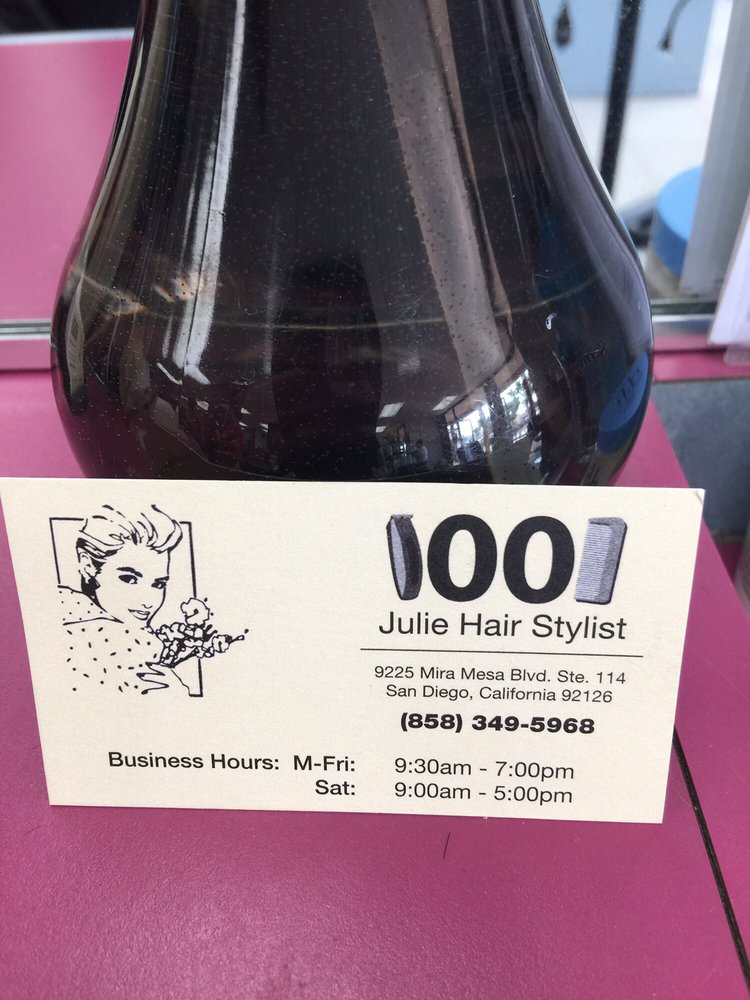 1001
Julie Hair Stylist
9225 Mira Mesa Blvd. Ste. 114
San Diego, California 92126
(858) 349-5968
Business Hours: M-Fri: 9:30am - 7:00pm
Sat: 9:00am - 5:00pm